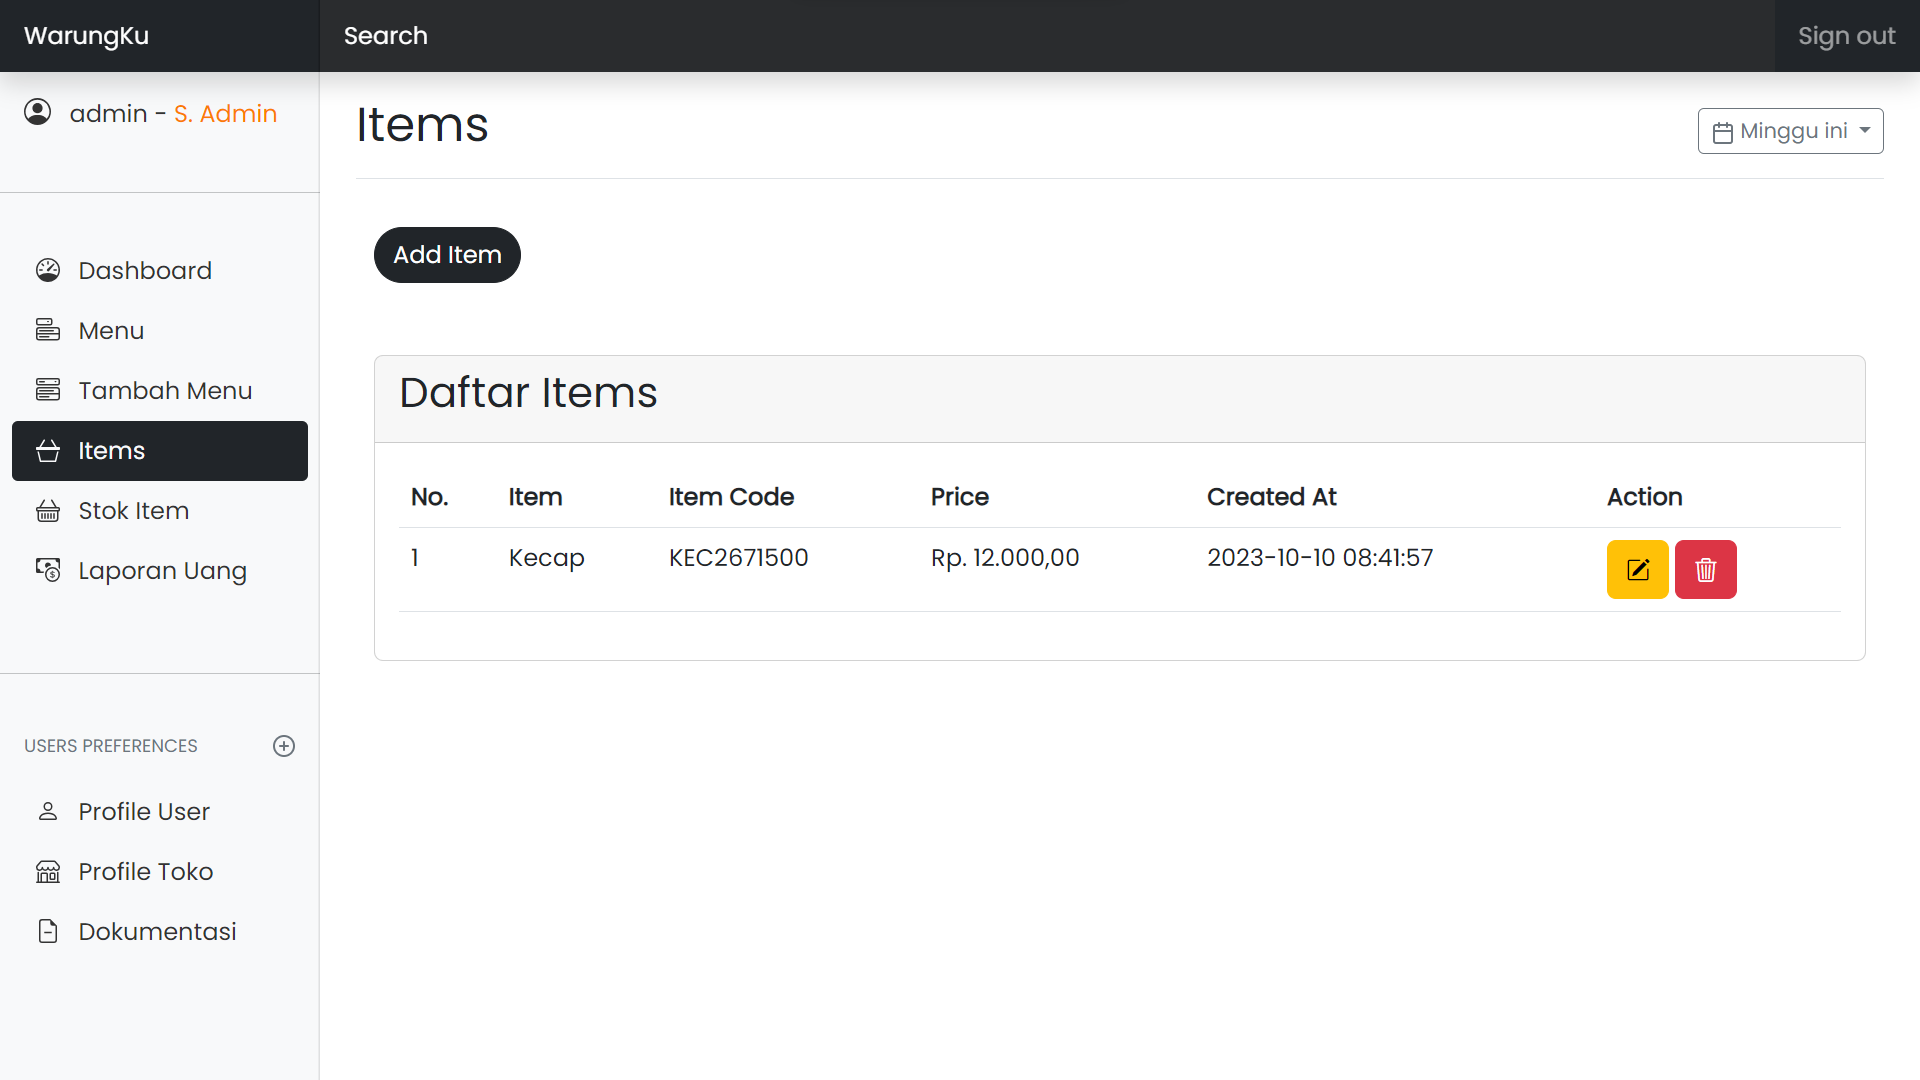 WarungKu
Search
Sign out
admin - S. Admin
Dashboard
Menu
Tambah Menu
Items
Stok Item
Laporan Uang
USERS PREFERENCES
Profile User
Profile Toko
Dokumentasi
Items
Minggu ini
Add Item
Daftar Items
No. Item Item Code Price Created At Action
1 Kecap KEC2671500 Rp. 12.000,00 2023-10-10 08:41:57